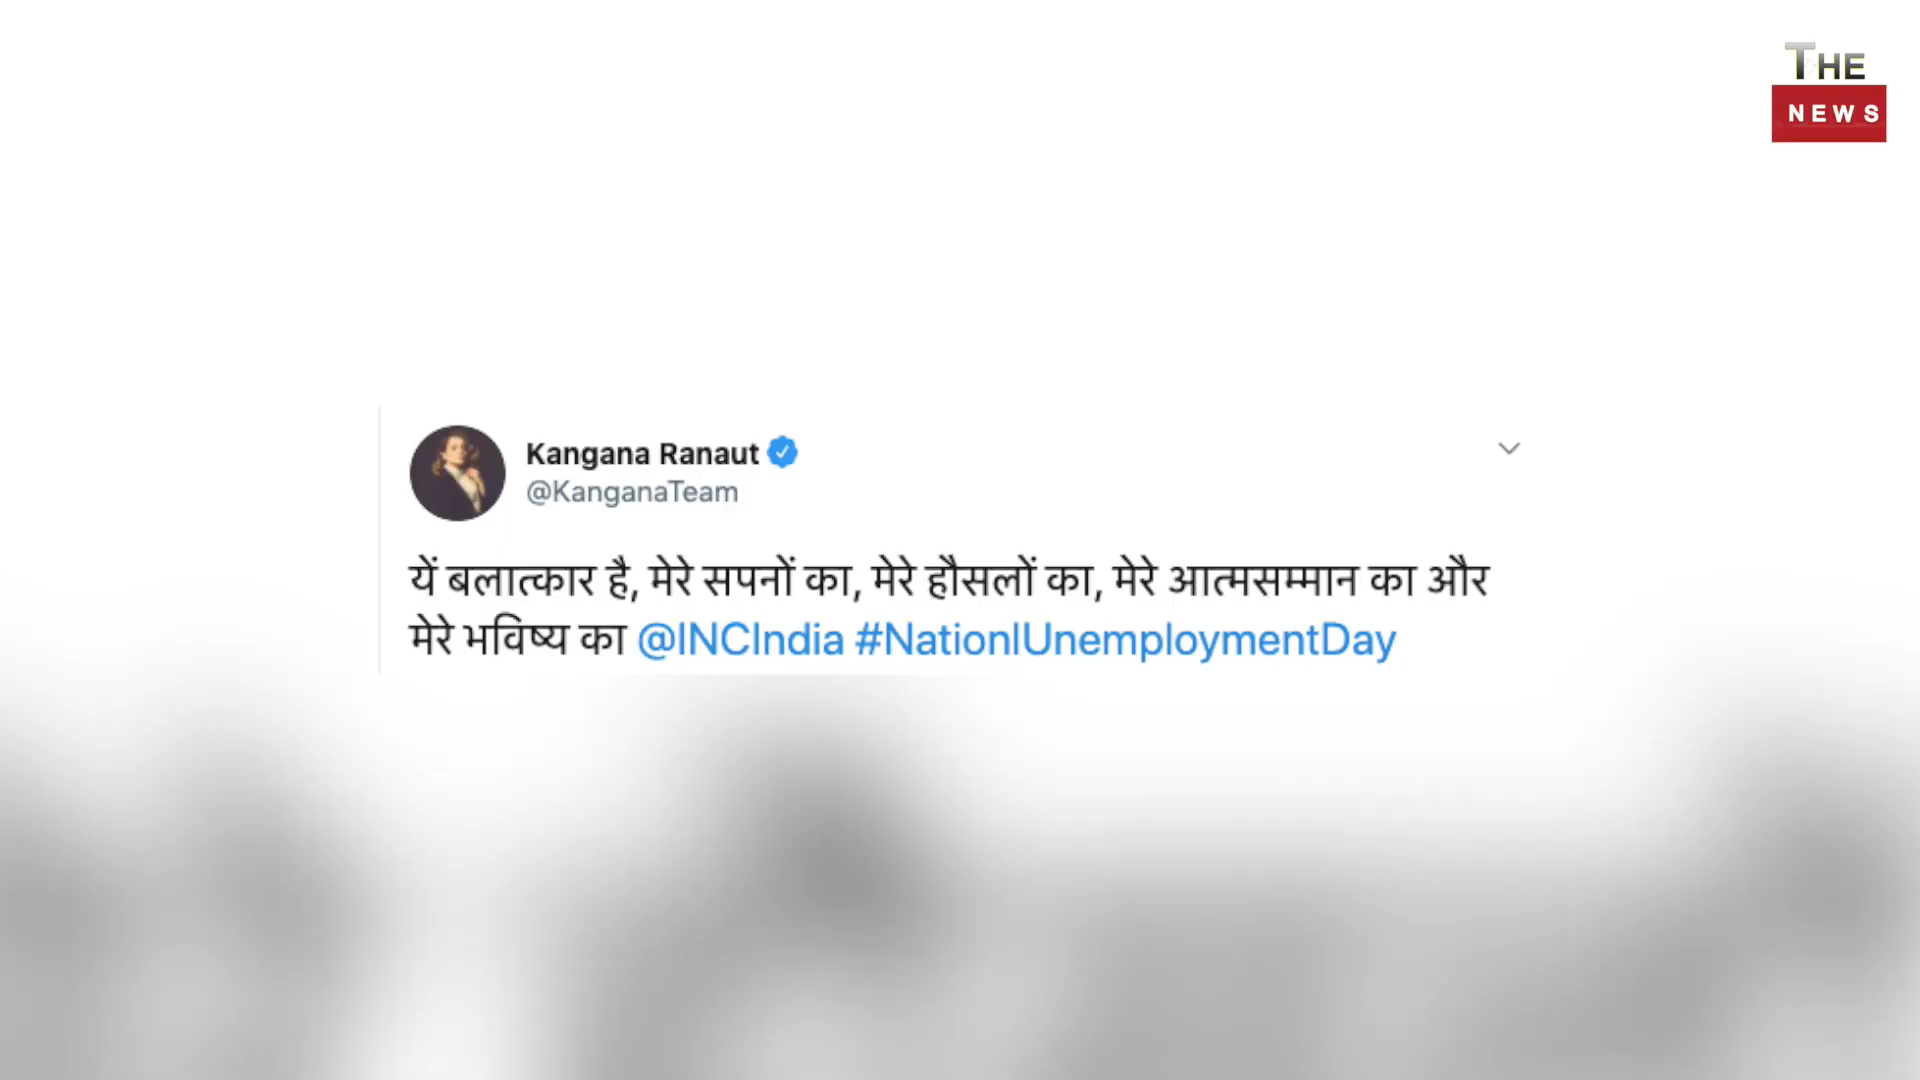 THE
NEWS
Kangana Ranaut
@KanganaTeam
यें बलात्कार है, मेरे सपनों का, मेरे हौसलों का, मेरे आत्मसम्मान का और
मेरे भविष्य का @INCIndia #NationlUnemploymentDay